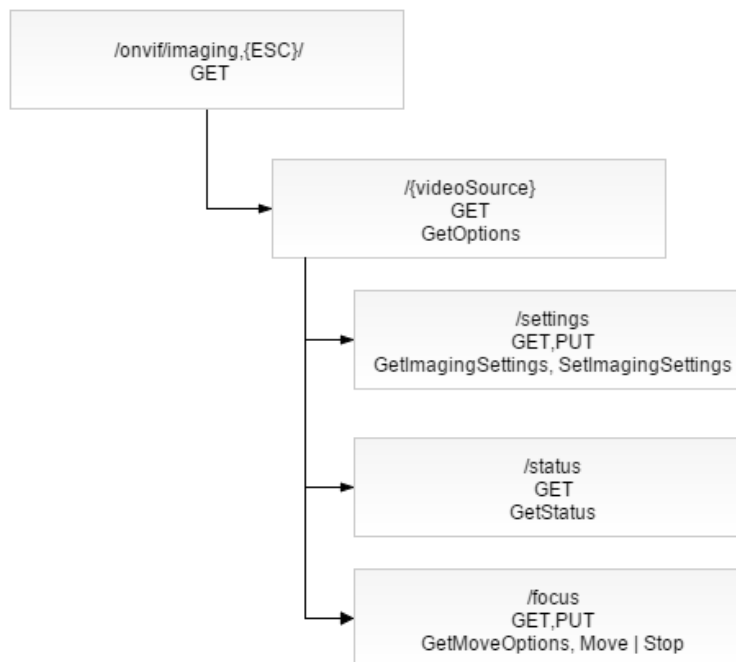 /onvif/imaging,{ESC}/
GET
/{videoSource}
GET
GetOptions
/settings
GET,PUT
GetImagingSettings, SetImagingSettings
/status
GET
GetStatus
/focus
GET,PUT
GetMoveOptions, Move | Stop